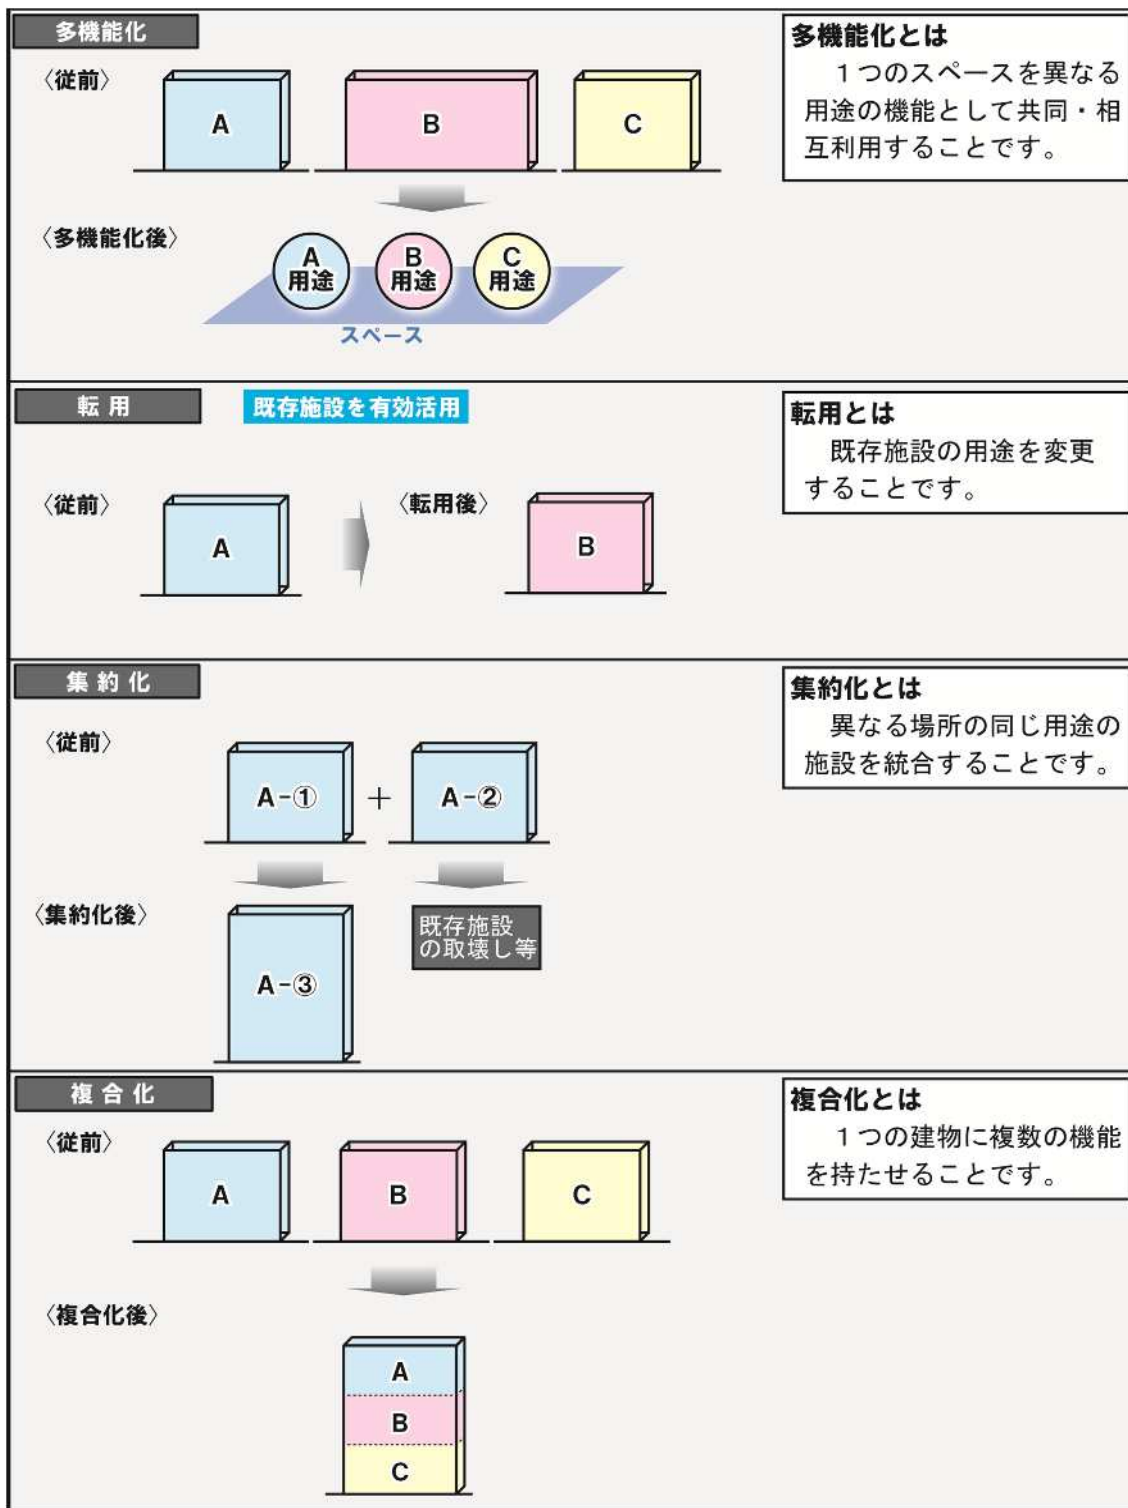 多機能化
〈従前〉
A
B
C
〈多機能化後〉
A
用途
B
用途
C
用途
スペース
多機能化とは
１つのスペースを異なる
用途の機能として共同・相
互利用することです。
転用
既存施設を有効活用
〈従前〉
A
〈転用後〉
B
転用とは
既存施設の用途を変更
することです。
集約化
〈従前〉
A-①
+
A-②
〈集約化後〉
A-③
既存施設
の取壊し等
集約化とは
異なる場所の同じ用途の
施設を統合することです。
複合化
〈従前〉
A
B
C
〈複合化後〉
A
B
C
複合化とは
１つの建物に複数の機能
を持たせることです。